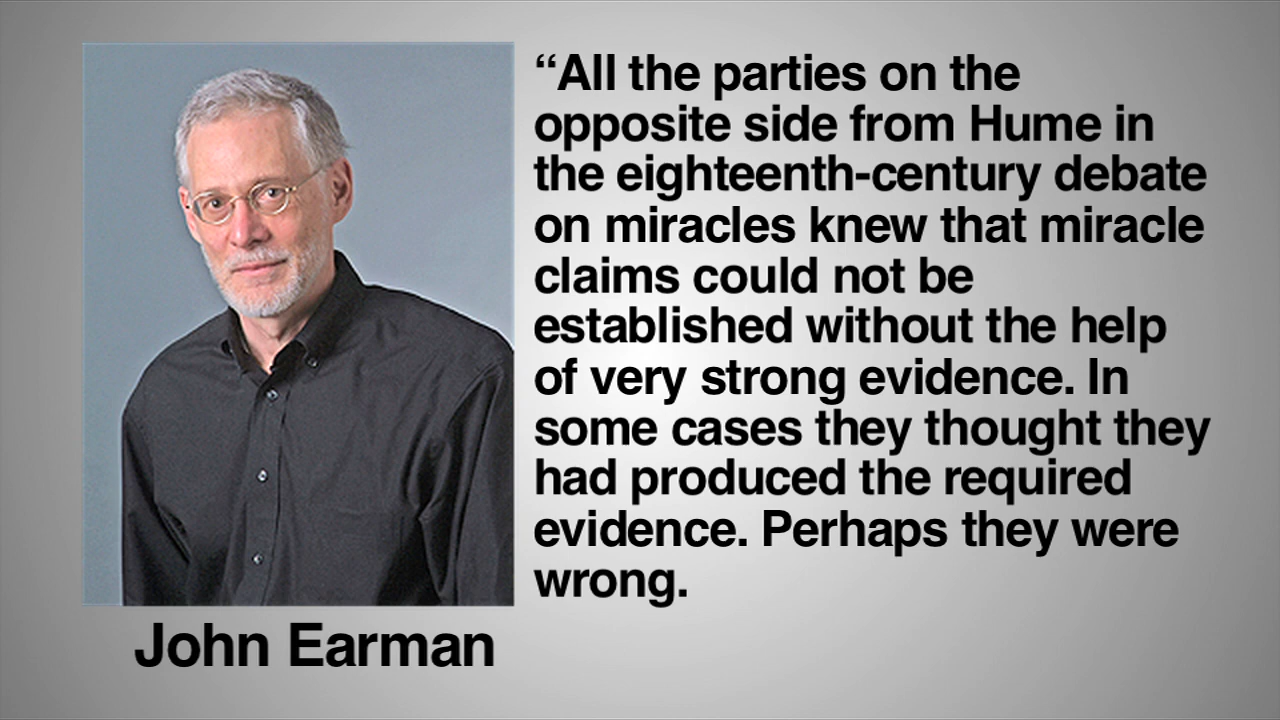 “All the parties on the
opposite side from Hume in
the eighteenth-century debate
on miracles knew that miracle
claims could not be
established without the help
of very strong evidence. In
some cases they thought they
had produced the required
evidence. Perhaps they were
wrong.
John Earman